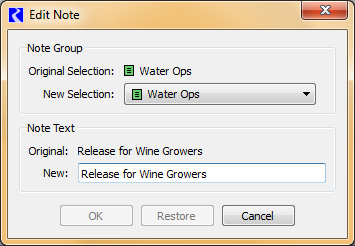 Edit Note
Note Group
Original Selection: Water Ops
New Selection: Water Ops
Note Text
Original: Release for Wine Growers
New: Release for Wine Growers
OK Restore Cancel